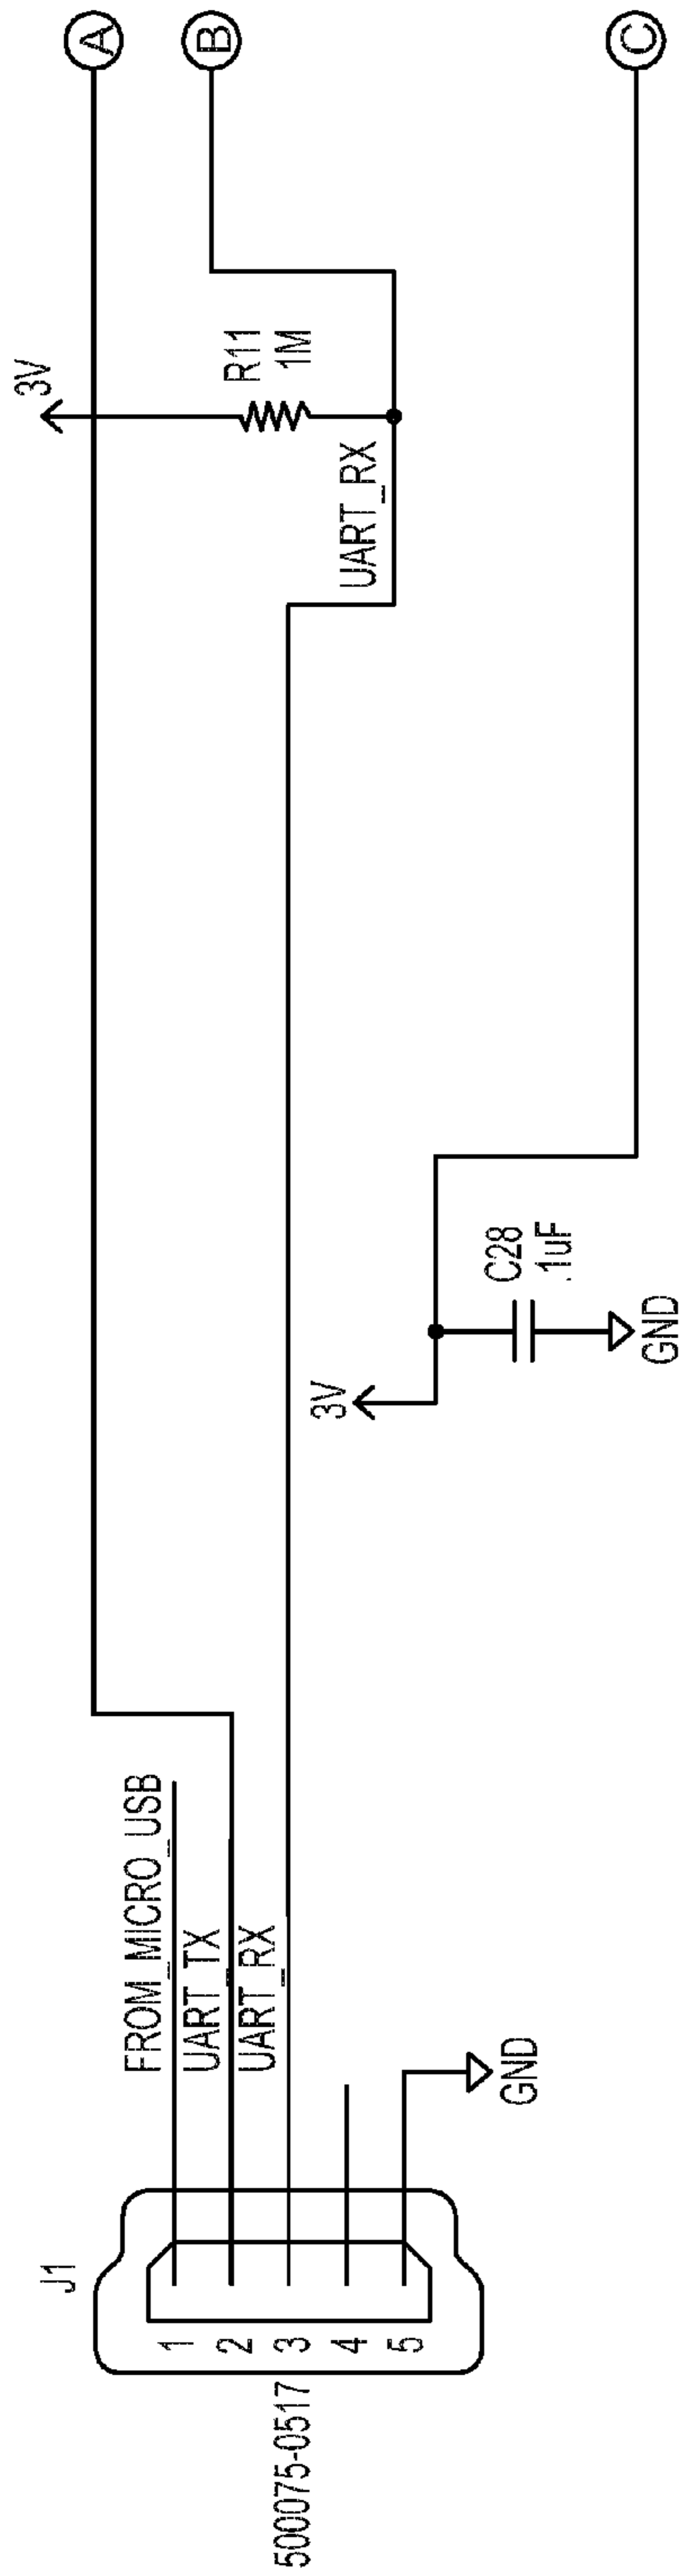 A
B
C
3V
R11
1M
UART_RX
3V
C28
.1uF
GND
FROM_MICRO_USB
UART_TX
UART_RX
GND
J1
1
2
3
4
5
500075-0517